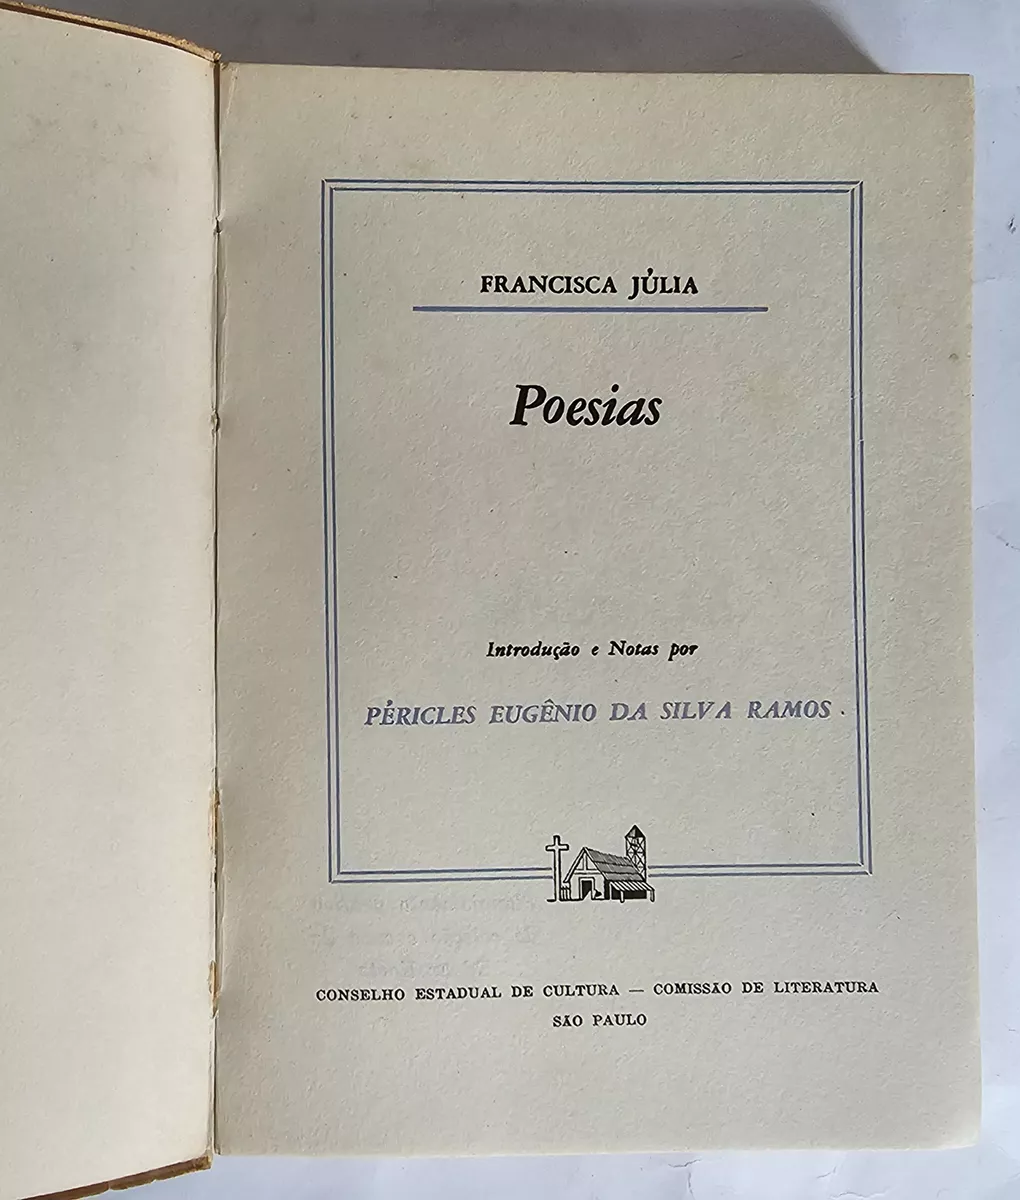 FRANCISCA JÚLIA
Poesias
Introdução e Notas por
PÉRICLES EUGÊNIO DA SILVA RAMOS
CONSELHO ESTADUAL DE CULTURA — COMISSÃO DE LITERATURA
SÃO PAULO